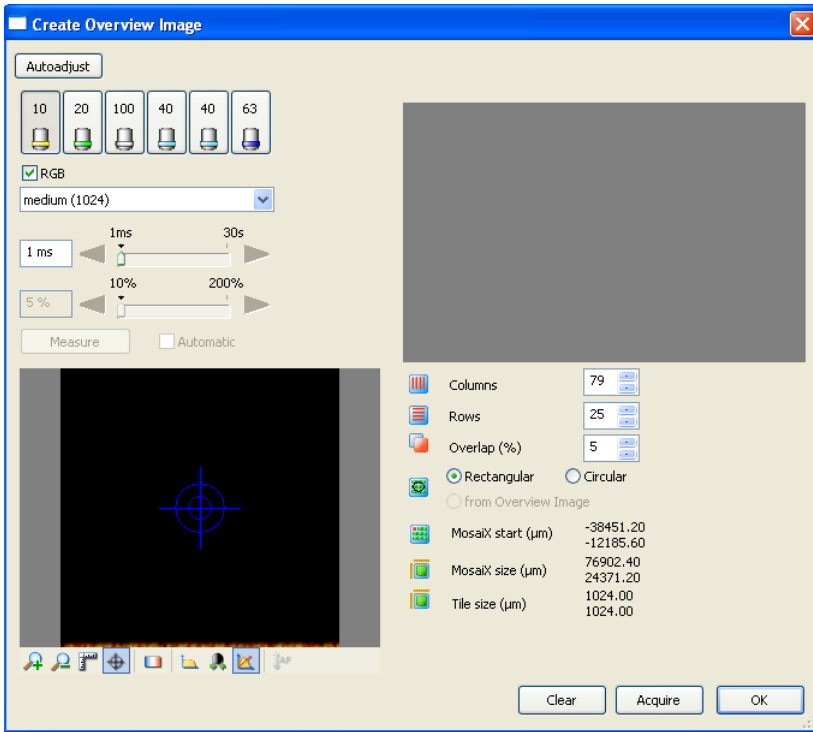 Create Overview Image
Autoadjust
10 20 100 40 40 63
RGB
medium (1024)
1ms 30s
1 ms
10% 200%
5 %
Measure Automatic
Columns 79
Rows 25
Overlap (%) 5
Rectangular Circular
from Overview Image
MosaiX start (µm) -38451.20
-12185.60
MosaiX size (µm) 76902.40
24371.20
Tile size (µm) 1024.00
1024.00
AF
Clear Acquire OK